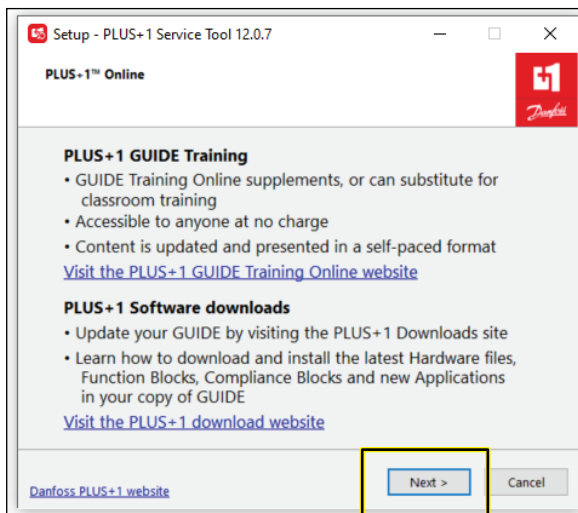 Setup - PLUS+1 Service Tool 12.0.7
PLUS+1™ Online
Danfoss
PLUS+1 GUIDE Training
• GUIDE Training Online supplements, or can substitute for
classroom training
• Accessible to anyone at no charge
• Content is updated and presented in a self-paced format
Visit the PLUS+1 GUIDE Training Online website
PLUS+1 Software downloads
• Update your GUIDE by visiting the PLUS+1 Downloads site
• Learn how to download and install the latest Hardware files,
Function Blocks, Compliance Blocks and new Applications
in your copy of GUIDE
Visit the PLUS+1 download website
Danfoss PLUS+1 website
Next >
Cancel